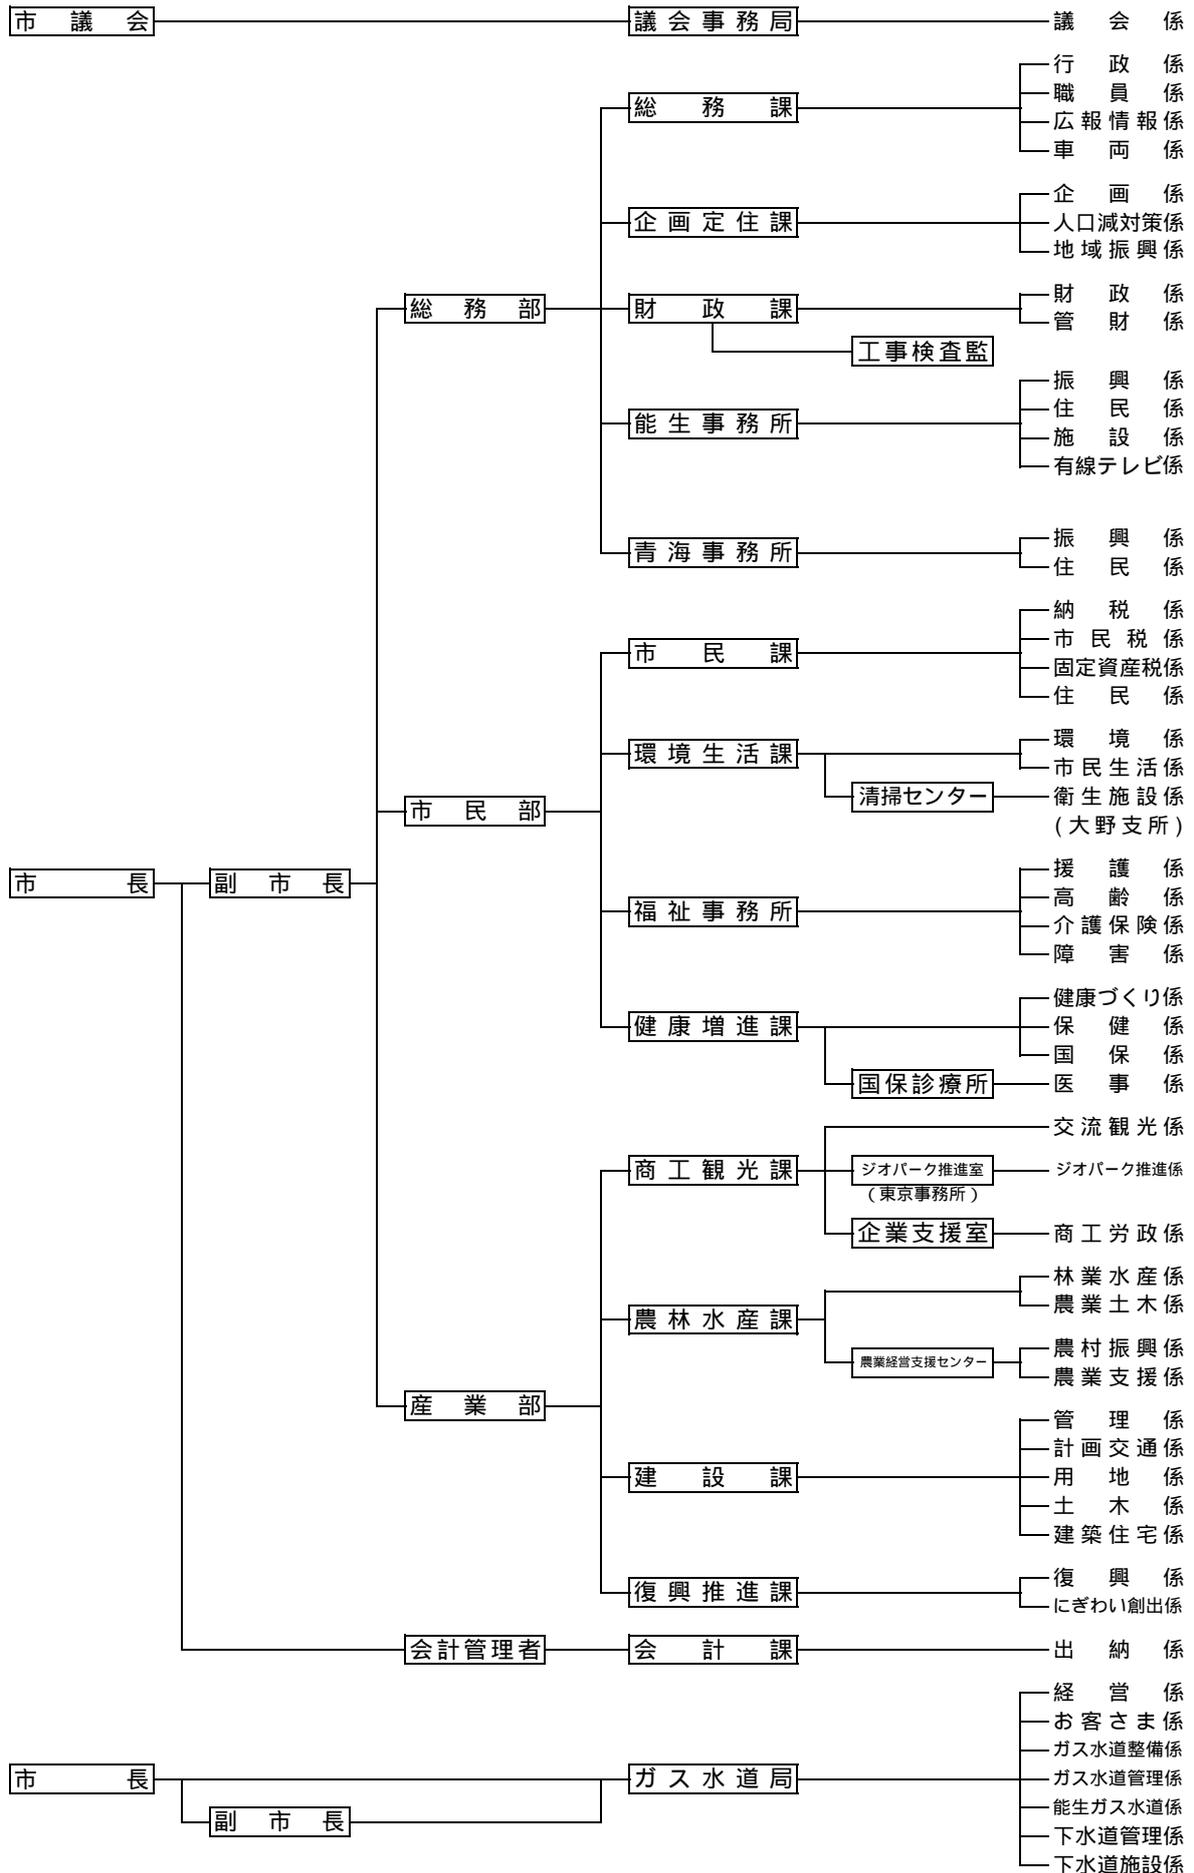 市議会 議会事務局 議会係
行政係
職員係
総務課
広報情報係
車両係
企画係
企画定住課 人口減対策係
地域振興係
財政係
総務部 財政課
管財係
工事検査監
振興係
住民係
能生事務所
施設係
有線テレビ係
振興係
青海事務所
住民係
納税係
市民税係
市民課
固定資産税係
住民係
環境係
環境生活課
市民生活係
清掃センター 衛生施設係
市民部
(大野支所)
援護係
市長 副市長
高齢係
福祉事務所
介護保険係
障害係
健康づくり係
健康増進課 保健係
国保係
国保診療所 医事係
交流観光係
商工観光課 ジオパーク推進室 ジオパーク推進係
(東京事務所)
企業支援室 商工労政係
林業水産係
農業土木係
農林水産課
農村振興係
農業経営支援センター
農業支援係
産業部
管理係
計画交通係
建設課 用地係
土木係
建築住宅係
復興係
復興推進課
にぎわい創出係
会計管理者 会計課 出納係
経営係
お客さま係
ガス水道整備係
市長 ガス水道局 ガス水道管理係
能生ガス水道係
副市長
下水道管理係
下水道施設係